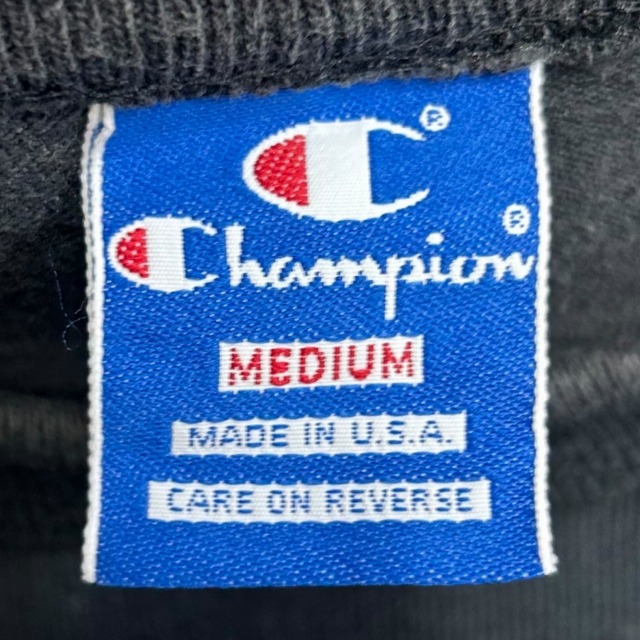 C®
Champion®
MEDIUM
MADE IN U.S.A.
CARE ON REVERSE